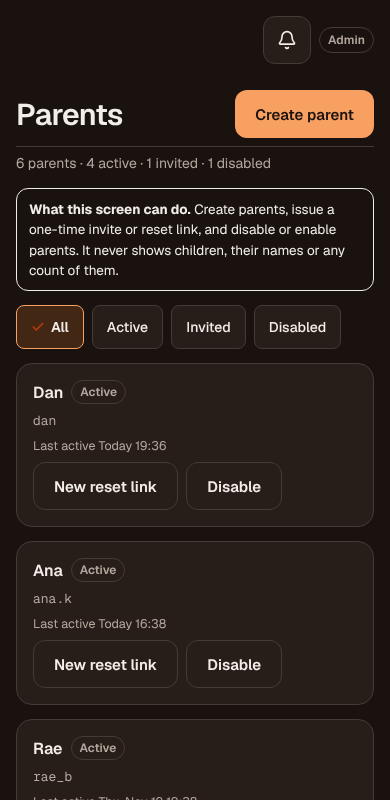 Admin
Parents
Create parent
6 parents · 4 active · 1 invited · 1 disabled
What this screen can do. Create parents, issue a
one-time invite or reset link, and disable or enable
parents. It never shows children, their names or any
count of them.
All
Active
Invited
Disabled
Dan Active
dan
Last active Today 19:36
New reset link
Disable
Ana Active
ana.k
Last active Today 16:38
New reset link
Disable
Rae Active
rae_b